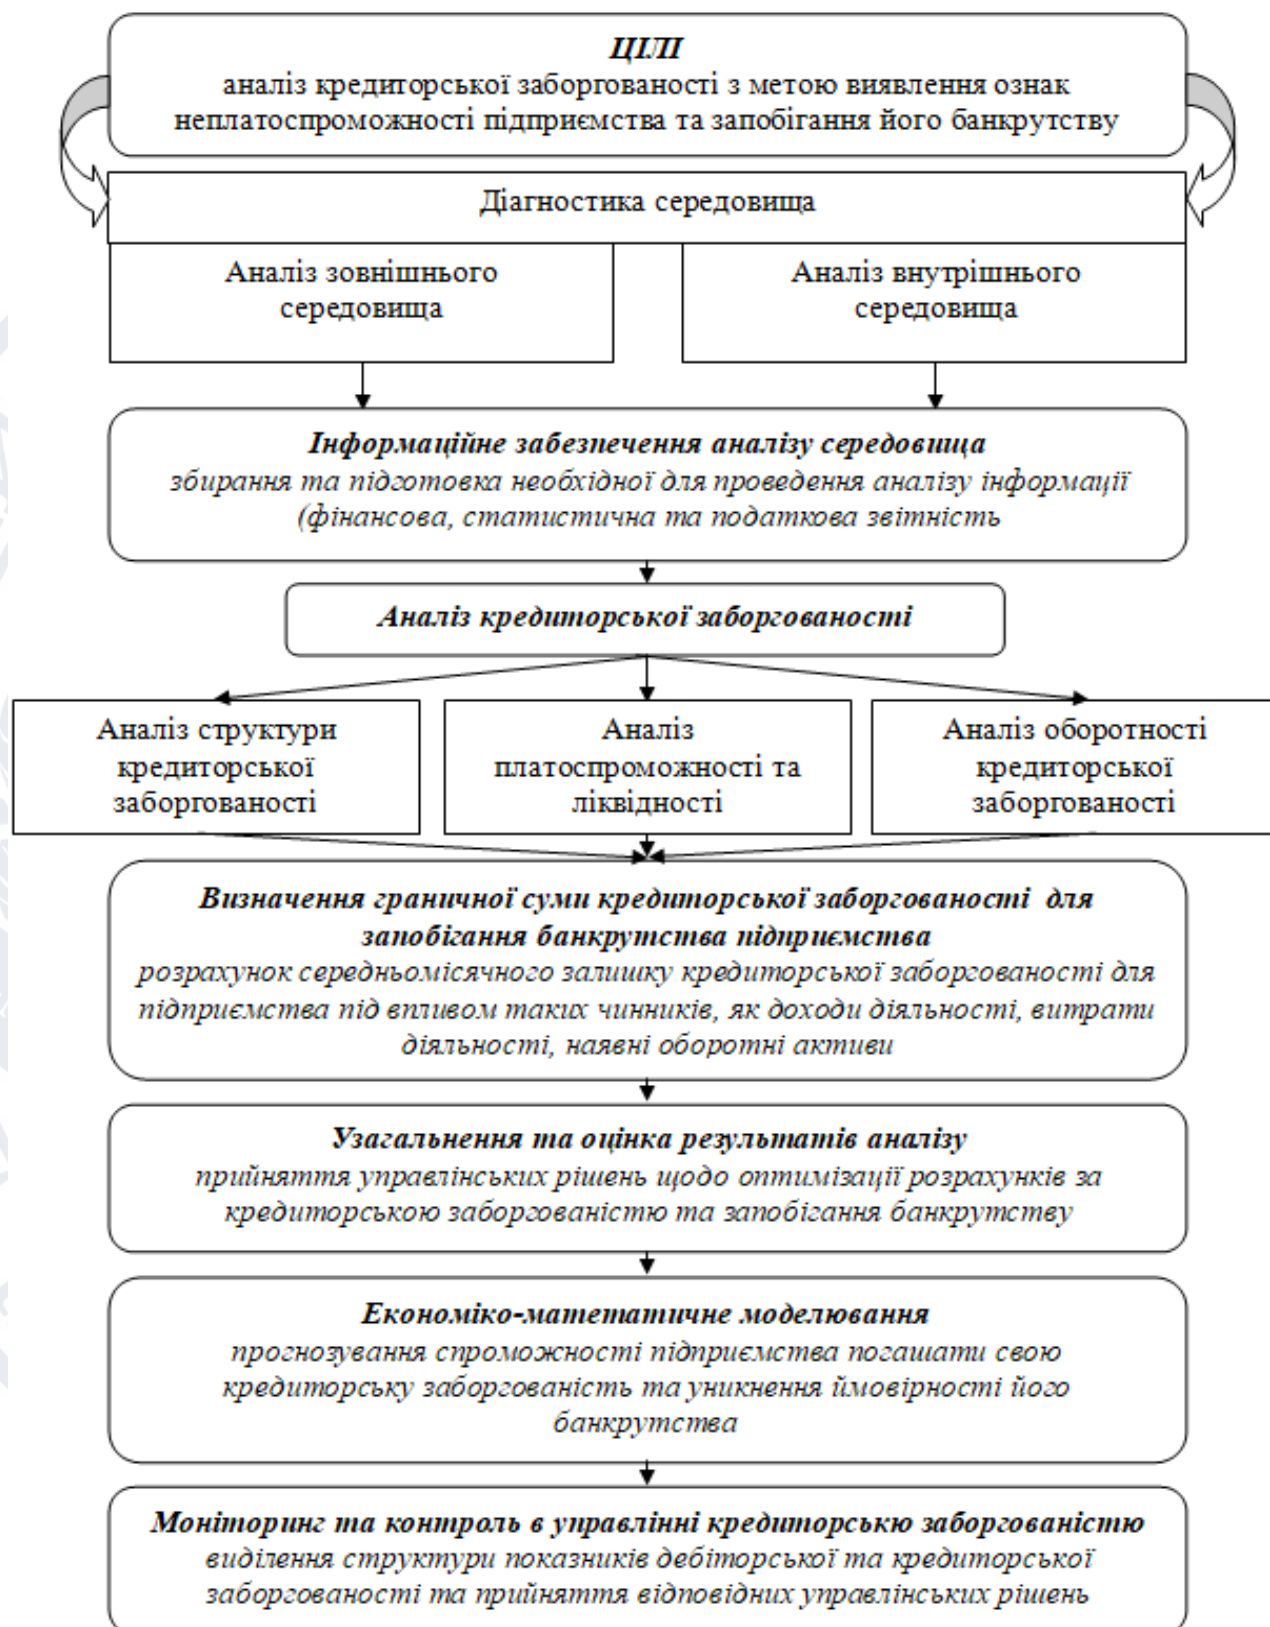 ЦІЛІ
аналіз кредиторської заборгованості з метою виявлення ознак
неплатоспроможності підприємства та запобігання його банкрутству
Діагностика середовища
Аналіз зовнішнього
середовища
Аналіз внутрішнього
середовища
Інформаційне забезпечення аналізу середовища
збирання та підготовка необхідної для проведення аналізу інформації
(фінансова, статистична та податкова звітність
Аналіз кредиторської заборгованості
Аналіз структури
кредиторської
заборгованості
Аналіз
платоспроможності та
ліквідності
Аналіз оборотності
кредиторської
заборгованості
Визначення граничної суми кредиторської заборгованості для
запобігання банкрутства підприємства
розрахунок середньомісячного залишку кредиторської заборгованості для
підприємства під впливом таких чинників, як доходи діяльності, витрати
діяльності, наявні оборотні активи
Узагальнення та оцінка результатів аналізу
прийняття управлінських рішень щодо оптимізації розрахунків за
кредиторською заборгованістю та запобігання банкрутству
Економіко-матетатичне моделювання
прогнозування спроможності підприємства погашати свою
кредиторську заборгованість та уникнення ймовірності його
банкрутства
Моніторинг та контроль в управлінні кредиторськю заборгованістю
виділення структури показників дебіторської та кредиторської
заборгованості та прийняття відповідних управлінських рішень